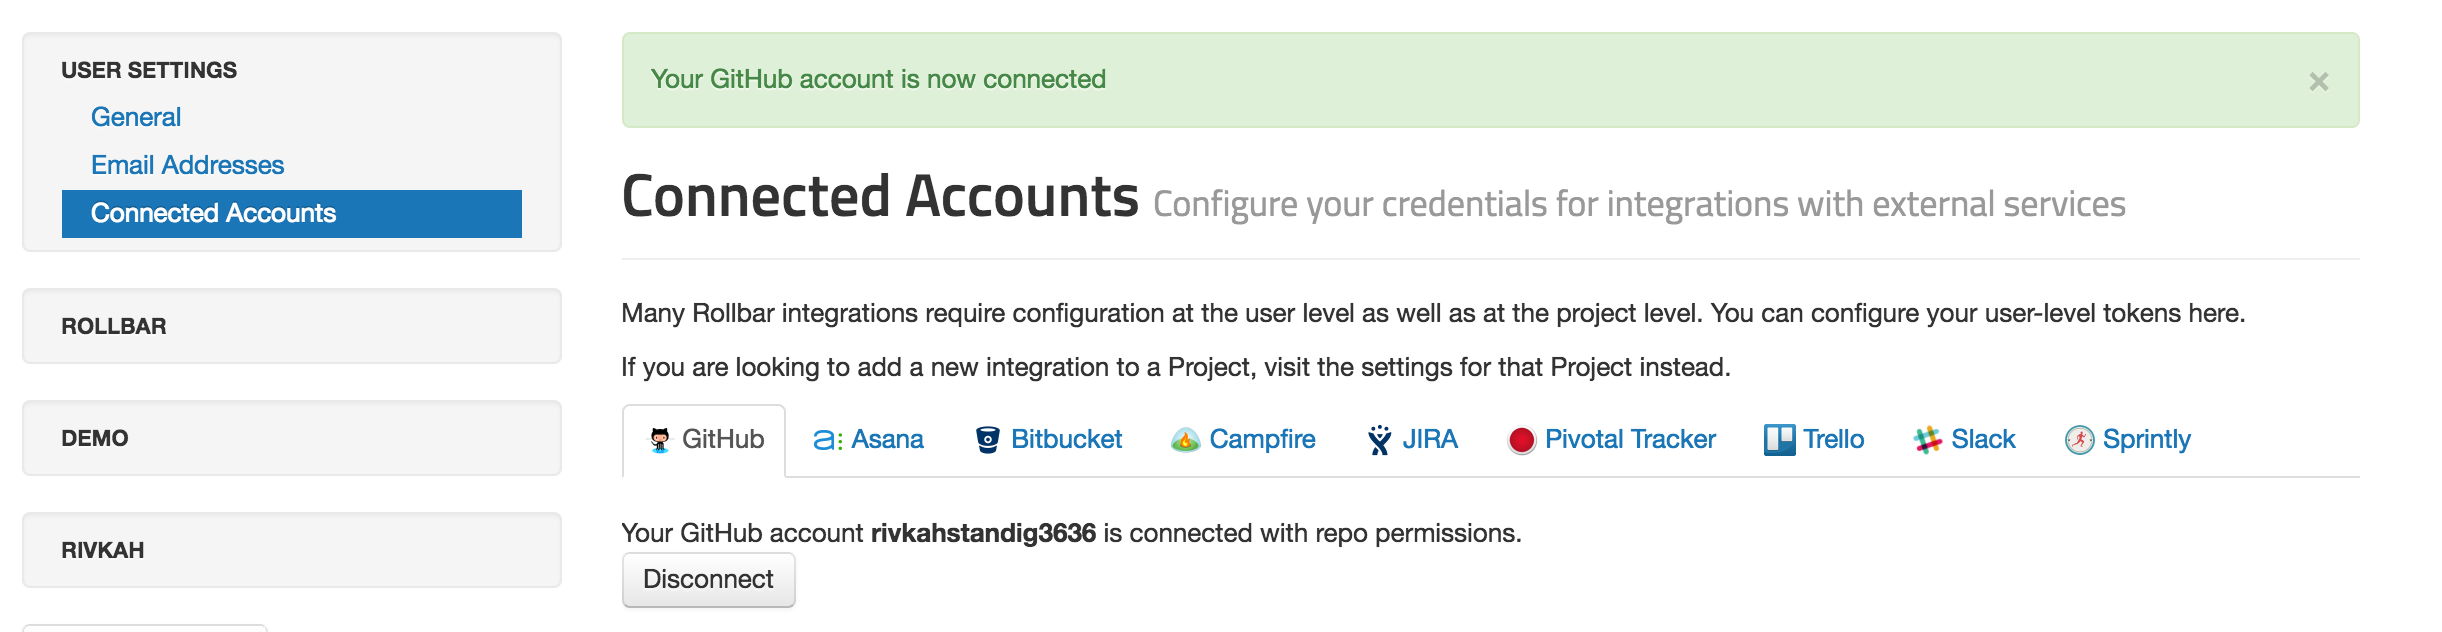 USER SETTINGS
General
Email Addresses
Connected Accounts
ROLLBAR
DEMO
RIVKAH
Your GitHub account is now connected ×
Connected Accounts Configure your credentials for integrations with external services
Many Rollbar integrations require configuration at the user level as well as at the project level. You can configure your user-level tokens here.
If you are looking to add a new integration to a Project, visit the settings for that Project instead.
GitHub Asana Bitbucket Campfire JIRA Pivotal Tracker Trello Slack Sprintly
Your GitHub account rivkahstandig3636 is connected with repo permissions.
Disconnect